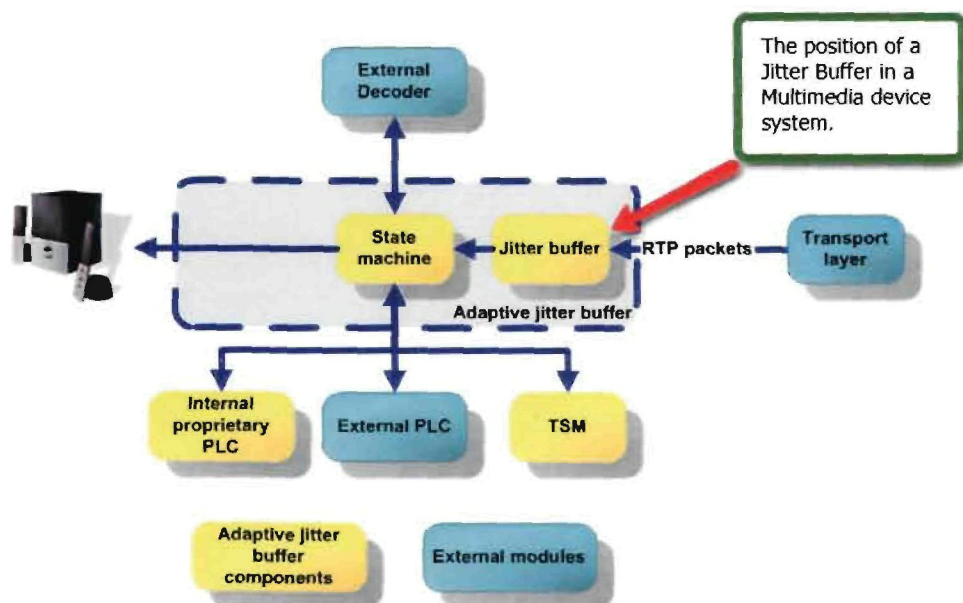 The position of a
Jitter Buffer in a
Multimedia device
system.
External
Decoder
State
machine
Jitter buffer
RTP packets
Transport
layer
Adaptive jitter buffer
Internal
proprietary
PLC
External PLC
TSM
Adaptive jitter
buffer
components
External modules